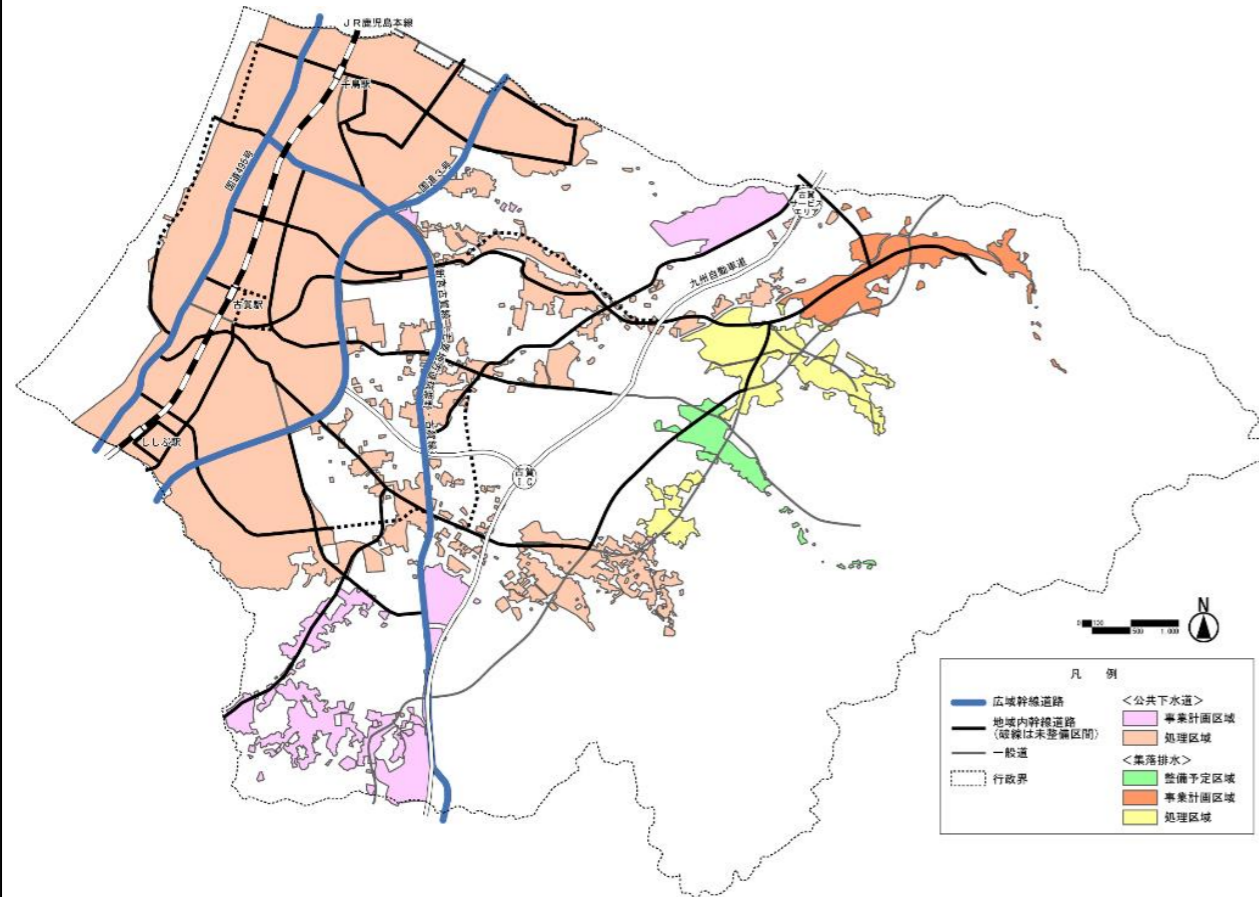 JR鹿児島本線
千鳥駅
国道495号
国道3号
古賀
サービス
エリア
九州自動車道
古賀駅
ししぶ駅
古賀
IC
N
0
500
1,000
凡 例
広域幹線道路
地域内幹線道路
(破線は未整備区間)
一般道
行政界
<公共下水道>
事業計画区域
処理区域
<集落排水>
整備予定区域
事業計画区域
処理区域